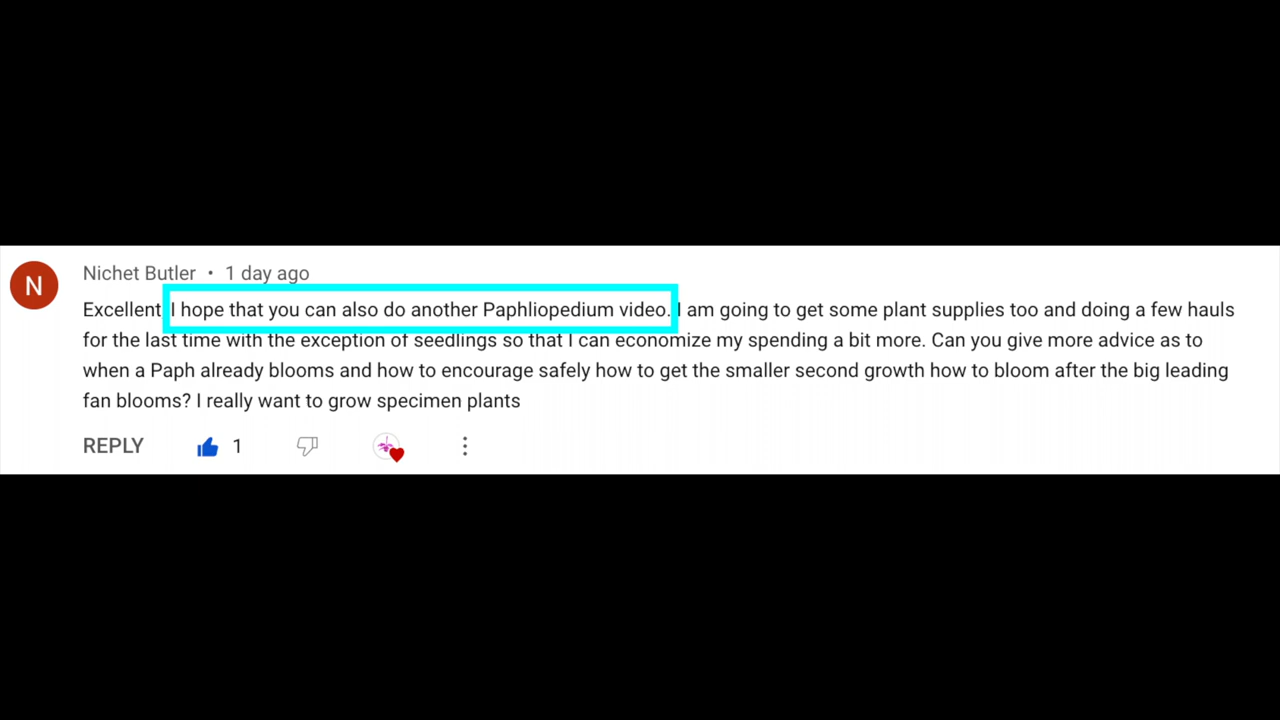 N
Nichet Butler • 1 day ago
Excellent I hope that you can also do another Paphliopedium video. I am going to get some plant supplies too and doing a few hauls
for the last time with the exception of seedlings so that I can economize my spending a bit more. Can you give more advice as to
when a Paph already blooms and how to encourage safely how to get the smaller second growth how to bloom after the big leading
fan blooms? I really want to grow specimen plants
REPLY 1